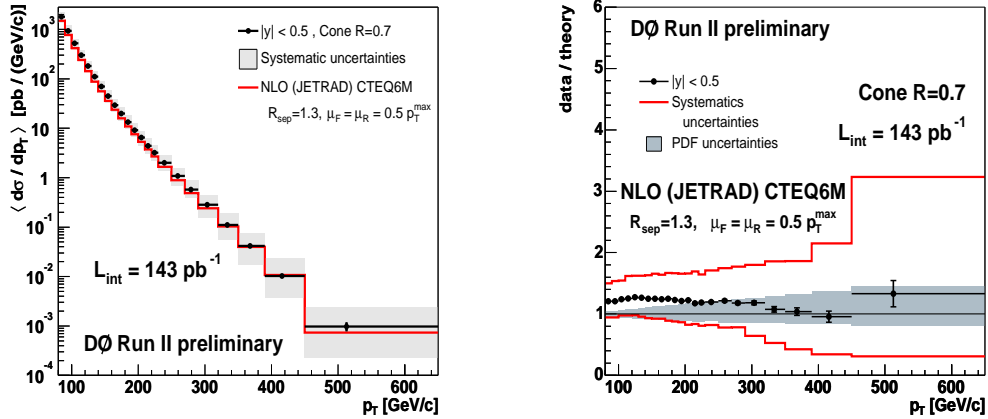 ⟨ dσ / dp_T ⟩ [pb / (GeV/c)]
10^3
10^2
10
1
10^-1
10^-2
10^-3
10^-4
|y| < 0.5 , Cone R=0.7
Systematic uncertainties
NLO (JETRAD) CTEQ6M
R_sep=1.3, μ_F = μ_R = 0.5 p_T^max
L_int = 143 pb^-1
DØ Run II preliminary
100 200 300 400 500 600
p_T [GeV/c]
data / theory
6
5
4
3
2
1
0
DØ Run II preliminary
|y| < 0.5
Systematics
uncertainties
PDF uncertainties
Cone R=0.7
L_int = 143 pb^-1
NLO (JETRAD) CTEQ6M
R_sep=1.3, μ_F = μ_R = 0.5 p_T^max
100 200 300 400 500 600
p_T [GeV/c]